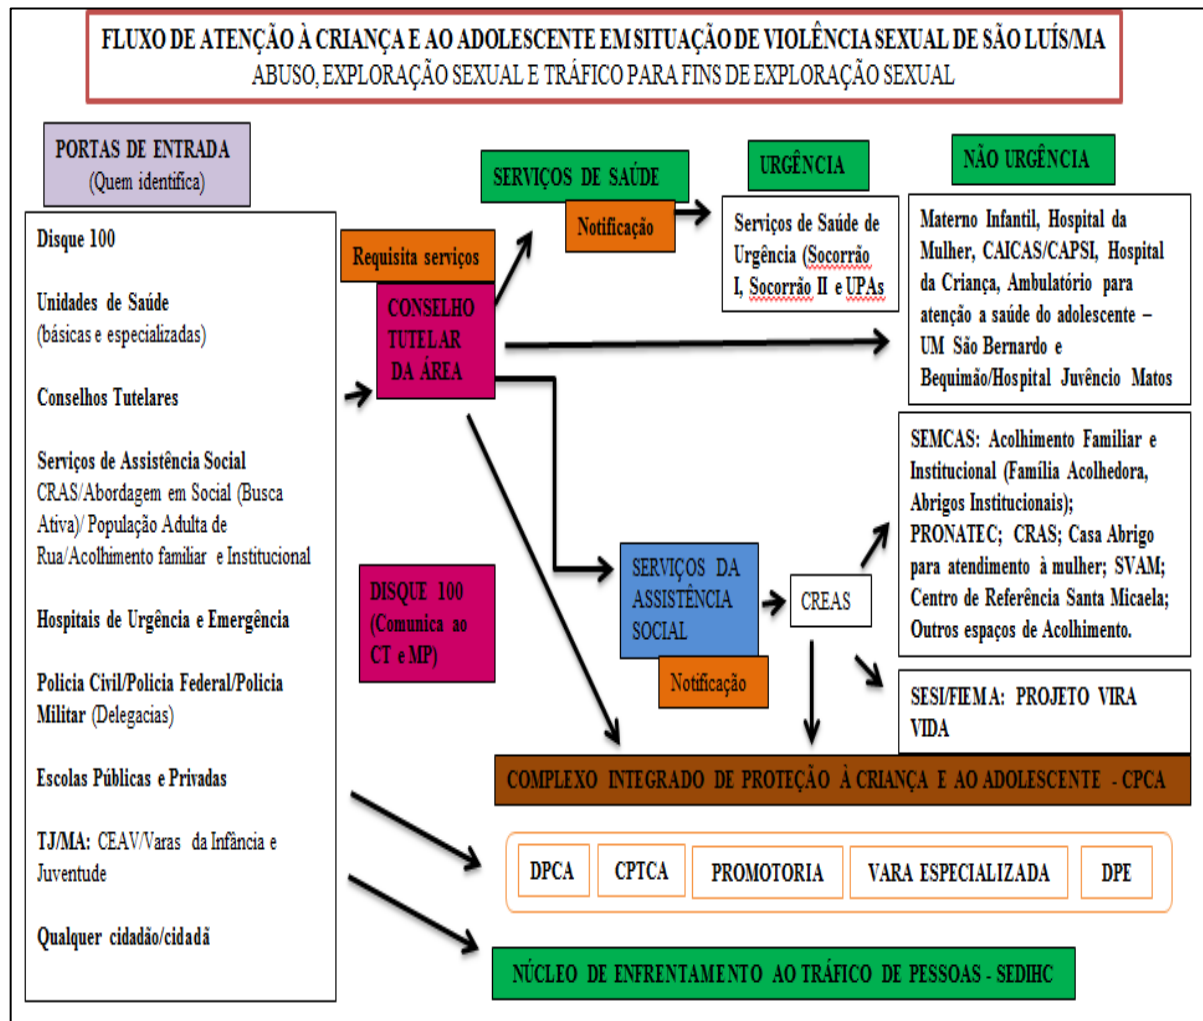 FLUXO DE ATENÇÃO À CRIANÇA E AO ADOLESCENTE EM SITUAÇÃO DE VIOLÊNCIA SEXUAL DE SÃO LUÍS/MA
ABUSO, EXPLORAÇÃO SEXUAL E TRÁFICO PARA FINS DE EXPLORAÇÃO SEXUAL
PORTAS DE ENTRADA
(Quem identifica)
Disque 100
Unidades de Saúde
(básicas e especializadas)
Conselhos Tutelares
Serviços de Assistência Social
CRAS/Abordagem em Social (Busca
Ativa)/ População Adulta de
Rua/Acolhimento familiar e Institucional
Hospitais de Urgência e Emergência
Policia Civil/Policia Federal/Policia
Militar (Delegacias)
Escolas Públicas e Privadas
TJ/MA: CEAV/Varas da Infância e
Juventude
Qualquer cidadão/cidadã
Requisita serviços
CONSELHO
TUTELAR
DA ÁREA
DISQUE 100
(Comunica ao
CT e MP)
SERVIÇOS DE SAÚDE
Notificação
URGÊNCIA
Serviços de Saúde de
Urgência (Socorrão
I, Socorrão II e UPAs
NÃO URGÊNCIA
Materno Infantil, Hospital da
Mulher, CAICAS/CAPSI, Hospital
da Criança, Ambulatório para
atenção a saúde do adolescente –
UM São Bernardo e
Bequimão/Hospital Juvêncio Matos
SERVIÇOS DA
ASSISTÊNCIA
SOCIAL
Notificação
CREAS
SEMCAS: Acolhimento Familiar e
Institucional (Família Acolhedora,
Abrigos Institucionais);
PRONATEC; CRAS; Casa Abrigo
para atendimento à mulher; SVAM;
Centro de Referência Santa Micaela;
Outros espaços de Acolhimento.
SESI/FIEMA: PROJETO VIRA
VIDA
COMPLEXO INTEGRADO DE PROTEÇÃO À CRIANÇA E AO ADOLESCENTE - CPCA
DPCA
CPTCA
PROMOTORIA
VARA ESPECIALIZADA
DPE
NÚCLEO DE ENFRENTAMENTO AO TRÁFICO DE PESSOAS - SEDIHC